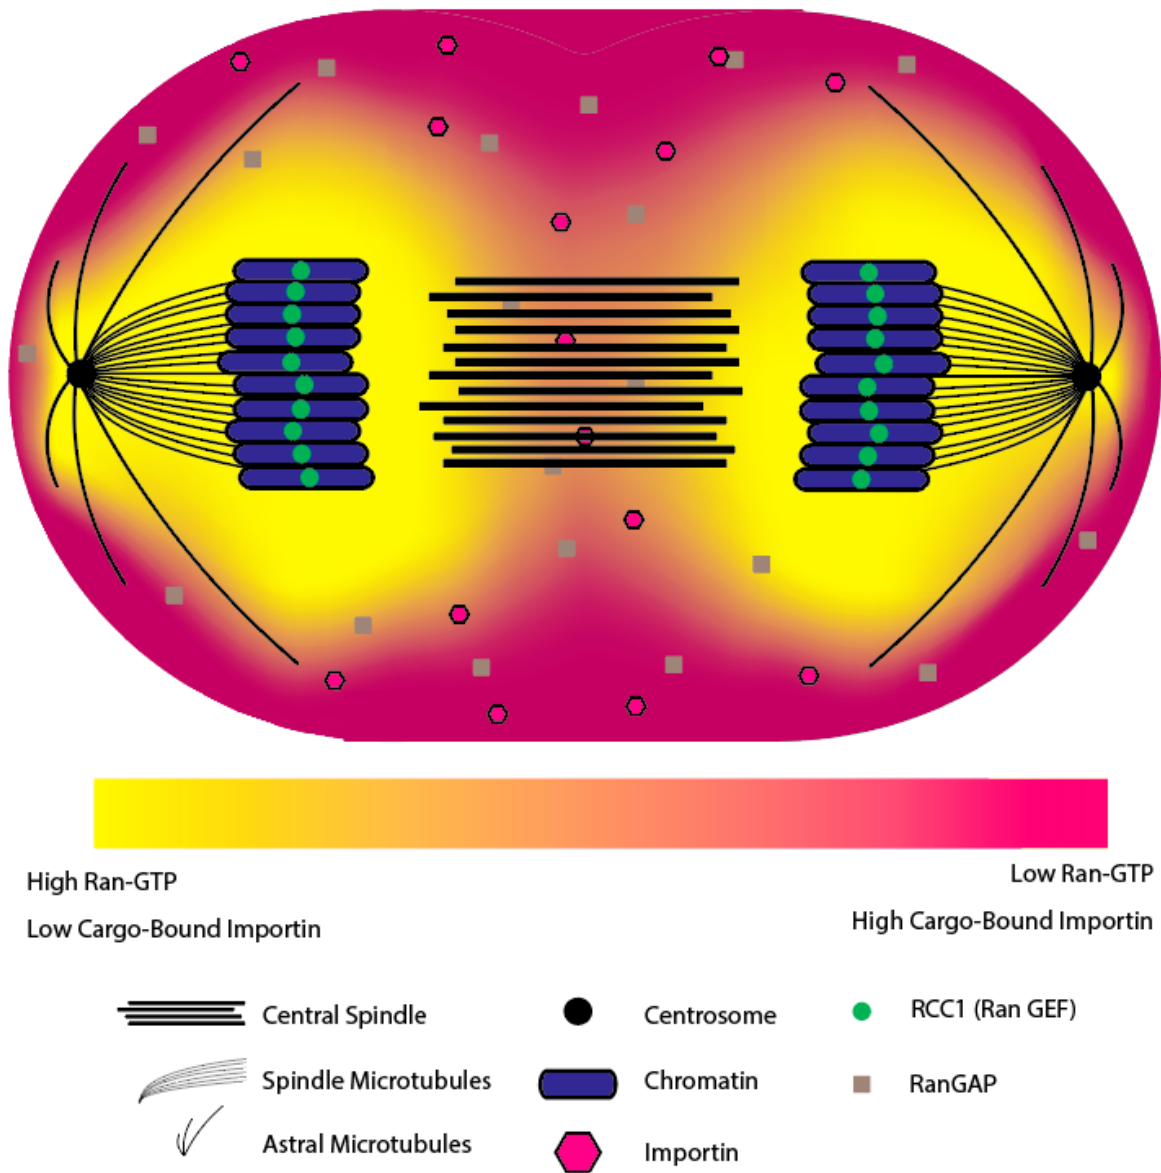 High Ran-GTP
Low Ran-GTP
Low Cargo-Bound Importin
High Cargo-Bound Importin
Central Spindle
Centrosome
RCC1 (Ran GEF)
Spindle Microtubules
Chromatin
RanGAP
Astral Microtubules
Importin